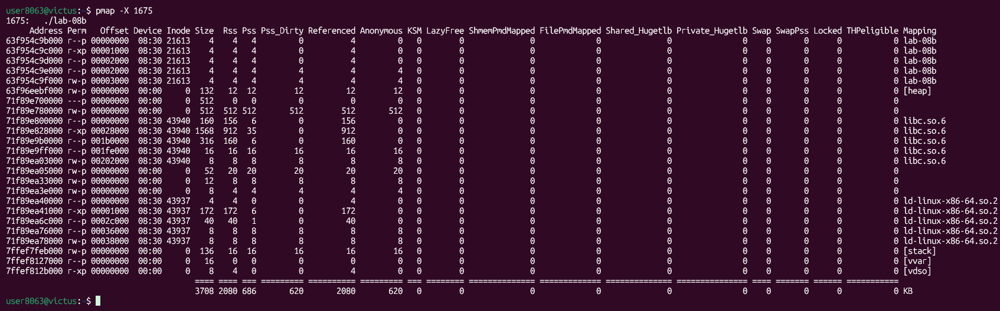 user8063@victus:~$ pmap -X 1675
1675:   ./lab-08b
     Address Perm   Offset Device Inode Size  Rss Pss Pss_Dirty Referenced Anonymous KSM LazyFree ShmemPmdMapped FilePmdMapped Shared_Hugetlb Private_Hugetlb Swap SwapPss Locked THPeligible Mapping
63f954c9b000 r--p 00000000  08:30 21613    4    4   4         0          4         0   0        0              0             0              0               0    0       0      0           0 lab-08b
63f954c9c000 r-xp 00001000  08:30 21613    4    4   4         0          4         0   0        0              0             0              0               0    0       0      0           0 lab-08b
63f954c9d000 r--p 00002000  08:30 21613    4    4   4         0          4         0   0        0              0             0              0               0    0       0      0           0 lab-08b
63f954c9e000 r--p 00002000  08:30 21613    4    4   4         4          4         4   0        0              0             0              0               0    0       0      0           0 lab-08b
63f954c9f000 rw-p 00003000  08:30 21613    4    4   4         4          4         4   0        0              0             0              0               0    0       0      0           0 lab-08b
63f96eebf000 rw-p 00000000  00:00     0  132   12  12        12         12        12   0        0              0             0              0               0    0       0      0           0 [heap]
71f89e700000 ---p 00000000  00:00     0  512    0   0         0          0         0   0        0              0             0              0               0    0       0      0           0
71f89e780000 rw-p 00000000  00:00     0  512  512 512       512        512       512   0        0              0             0              0               0    0       0      0           0
71f89e800000 r--p 00000000  08:30 43940  160  156   6         0        156         0   0        0              0             0              0               0    0       0      0           0 libc.so.6
71f89e828000 r-xp 00028000  08:30 43940 1568  912  35         0        912         0   0        0              0             0              0               0    0       0      0           0 libc.so.6
71f89e9b0000 r--p 001b0000  08:30 43940  316  160   6         0        160         0   0        0              0             0              0               0    0       0      0           0 libc.so.6
71f89e9ff000 r--p 001fe000  08:30 43940   16   16  16        16         16        16   0        0              0             0              0               0    0       0      0           0 libc.so.6
71f89ea03000 rw-p 00202000  08:30 43940    8    8   8         8          8         8   0        0              0             0              0               0    0       0      0           0 libc.so.6
71f89ea05000 rw-p 00000000  00:00     0   52   20  20        20         20        20   0        0              0             0              0               0    0       0      0           0
71f89ea33000 rw-p 00000000  00:00     0   12    8   8         8          8         8   0        0              0             0              0               0    0       0      0           0
71f89ea3e000 rw-p 00000000  00:00     0    8    4   4         4          4         4   0        0              0             0              0               0    0       0      0           0
71f89ea40000 r--p 00000000  08:30 43937    4    4   0         0          4         0   0        0              0             0              0               0    0       0      0           0 ld-linux-x86-64.so.2
71f89ea41000 r-xp 00001000  08:30 43937  172  172   6         0        172         0   0        0              0             0              0               0    0       0      0           0 ld-linux-x86-64.so.2
71f89ea6c000 r--p 0002c000  08:30 43937   40   40   1         0         40         0   0        0              0             0              0               0    0       0      0           0 ld-linux-x86-64.so.2
71f89ea76000 r--p 00036000  08:30 43937    8    8   8         8          8         8   0        0              0             0              0               0    0       0      0           0 ld-linux-x86-64.so.2
71f89ea78000 rw-p 00038000  08:30 43937    8    8   8         8          8         8   0        0              0             0              0               0    0       0      0           0 ld-linux-x86-64.so.2
7ffef7feb000 rw-p 00000000  00:00     0  136   16  16        16         16        16   0        0              0             0              0               0    0       0      0           0 [stack]
7ffef8127000 r--p 00000000  00:00     0   16    0   0         0          0         0   0        0              0             0              0               0    0       0      0           0 [vvar]
7ffef812b000 r-xp 00000000  00:00     0    8    4   0         0          4         0   0        0              0             0              0               0    0       0      0           0 [vdso]
                                        ==== ==== === ========= ========== ========= === ======== ============== ============= ============== =============== ==== ======= ====== ===========
                                        3708 2080 686       620       2080       620   0        0              0             0              0               0    0       0      0           0 KB
user8063@victus:~$